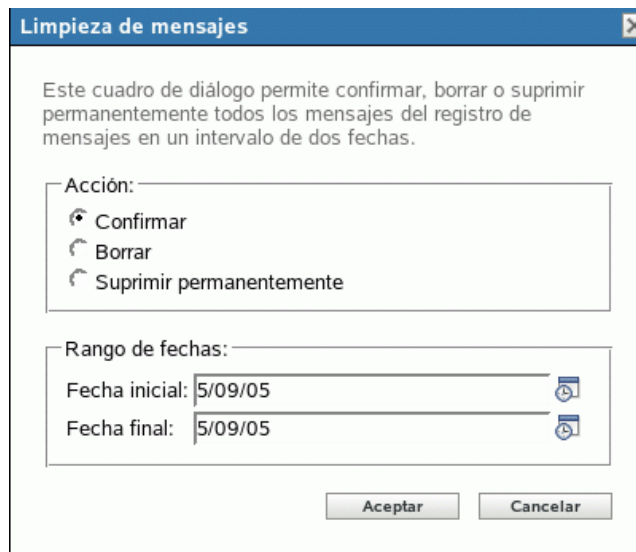 Limpieza de mensajes
Este cuadro de diálogo permite confirmar, borrar o suprimir
permanentemente todos los mensajes del registro de
mensajes en un intervalo de dos fechas.
Acción:
Confirmar
Borrar
Suprimir permanentemente
Rango de fechas:
Fecha inicial: 5/09/05
Fecha final: 5/09/05
Aceptar Cancelar